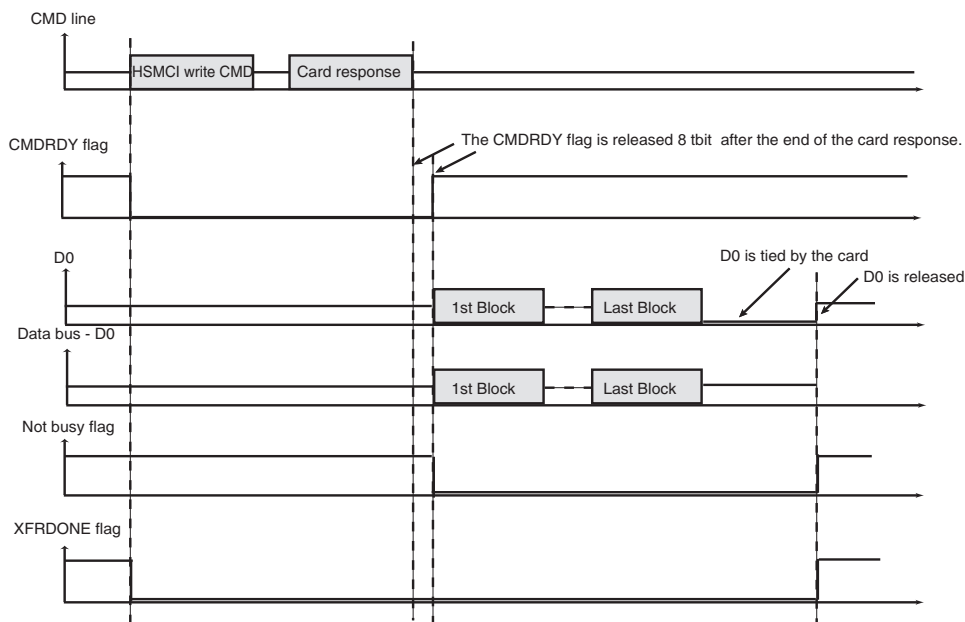 CMD line
HSMCI write CMD
Card response
The CMDRDY flag is released 8 tbit after the end of the card response.
CMDRDY flag
D0
D0 is tied by the card
D0 is released
1st Block
Last Block
Data bus - D0
1st Block
Last Block
Not busy flag
XFRDONE flag